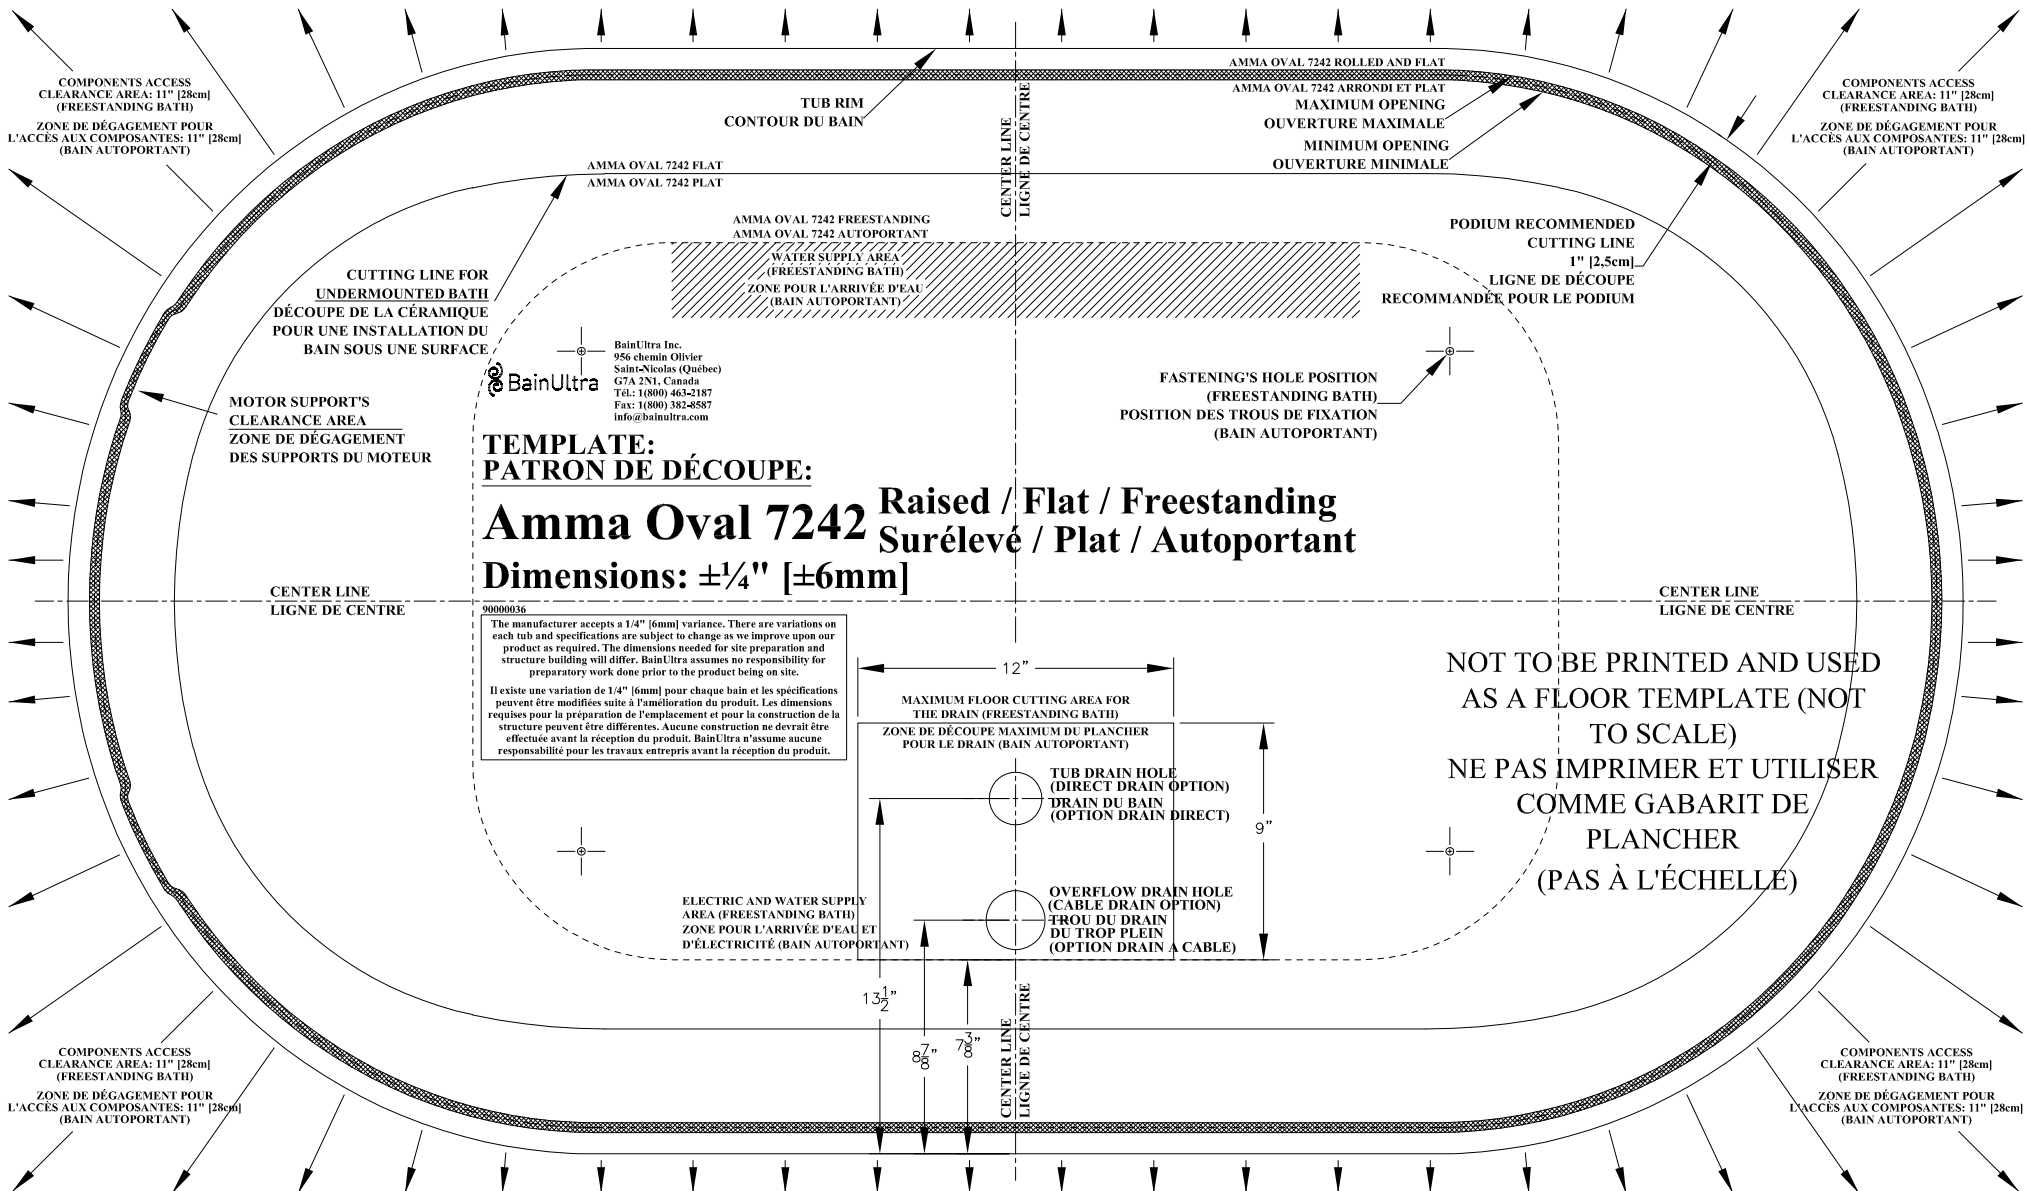 COMPONENTS ACCESS
CLEARANCE AREA: 11" [28cm]
(FREESTANDING BATH)
ZONE DE DÉGAGEMENT POUR
L'ACCÈS AUX COMPOSANTES: 11" [28cm]
(BAIN AUTOPORTANT)
TUB RIM
CONTOUR DU BAIN
CENTER LINE
LIGNE DE CENTRE
AMMA OVAL 7242 ROLLED AND FLAT
AMMA OVAL 7242 ARRONDI ET PLAT
MAXIMUM OPENING
OUVERTURE MAXIMALE
MINIMUM OPENING
OUVERTURE MINIMALE
COMPONENTS ACCESS
CLEARANCE AREA: 11" [28cm]
(FREESTANDING BATH)
ZONE DE DÉGAGEMENT POUR
L'ACCÈS AUX COMPOSANTES: 11" [28cm]
(BAIN AUTOPORTANT)
AMMA OVAL 7242 FLAT
AMMA OVAL 7242 PLAT
AMMA OVAL 7242 FREESTANDING
AMMA OVAL 7242 AUTOPORTANT
WATER SUPPLY AREA
(FREESTANDING BATH)
ZONE POUR L'ARRIVÉE D'EAU
(BAIN AUTOPORTANT)
PODIUM RECOMMENDED
CUTTING LINE
1" [2,5cm]
LIGNE DE DÉCOUPE
RECOMMANDÉE POUR LE PODIUM
CUTTING LINE FOR
UNDERMOUNTED BATH
DÉCOUPE DE LA CÉRAMIQUE
POUR UNE INSTALLATION DU
BAIN SOUS UNE SURFACE
BainUltra
BainUltra Inc.
956 chemin Olivier
Saint-Nicolas (Québec)
G7A 2N1, Canada
Tél.: 1(800) 463-2187
Fax: 1(800) 382-8587
info@bainultra.com
FASTENING'S HOLE POSITION
(FREESTANDING BATH)
POSITION DES TROUS DE FIXATION
(BAIN AUTOPORTANT)
MOTOR SUPPORT'S
CLEARANCE AREA
ZONE DE DÉGAGEMENT
DES SUPPORTS DU MOTEUR
TEMPLATE:
PATRON DE DÉCOUPE:
Amma Oval 7242
Raised / Flat / Freestanding
Surélevé / Plat / Autoportant
Dimensions: ±¼" [±6mm]
CENTER LINE
LIGNE DE CENTRE
CENTER LINE
LIGNE DE CENTRE
90000036
The manufacturer accepts a 1/4" [6mm] variance. There are variations on
each tub and specifications are subject to change as we improve upon our
product as required. The dimensions needed for site preparation and
structure building will differ. BainUltra assumes no responsibility for
preparatory work done prior to the product being on site.
Il existe une variation de 1/4" [6mm] pour chaque bain et les spécifications
peuvent être modifiées suite à l'amélioration du produit. Les dimensions
requises pour la préparation de l'emplacement et pour la construction de la
structure peuvent être différentes. Aucune construction ne devrait être
effectuée avant la réception du produit. BainUltra n'assume aucune
responsabilité pour les travaux entrepris avant la réception du produit.
12"
MAXIMUM FLOOR CUTTING AREA FOR
THE DRAIN (FREESTANDING BATH)
ZONE DE DÉCOUPE MAXIMUM DU PLANCHER
POUR LE DRAIN (BAIN AUTOPORTANT)
TUB DRAIN HOLE
(DIRECT DRAIN OPTION)
DRAIN DU BAIN
(OPTION DRAIN DIRECT)
9"
OVERFLOW DRAIN HOLE
(CABLE DRAIN OPTION)
TROU DU DRAIN
DU TROP PLEIN
(OPTION DRAIN A CABLE)
NOT TO BE PRINTED AND USED
AS A FLOOR TEMPLATE (NOT
TO SCALE)
NE PAS IMPRIMER ET UTILISER
COMME GABARIT DE
PLANCHER
(PAS À L'ÉCHELLE)
ELECTRIC AND WATER SUPPLY
AREA (FREESTANDING BATH)
ZONE POUR L'ARRIVÉE D'EAU ET
D'ÉLECTRICITÉ (BAIN AUTOPORTANT)
13 1/2"
8 7/8"
7 3/8"
CENTER LINE
LIGNE DE CENTRE
COMPONENTS ACCESS
CLEARANCE AREA: 11" [28cm]
(FREESTANDING BATH)
ZONE DE DÉGAGEMENT POUR
L'ACCÈS AUX COMPOSANTES: 11" [28cm]
(BAIN AUTOPORTANT)
COMPONENTS ACCESS
CLEARANCE AREA: 11" [28cm]
(FREESTANDING BATH)
ZONE DE DÉGAGEMENT POUR
L'ACCÈS AUX COMPOSANTES: 11" [28cm]
(BAIN AUTOPORTANT)